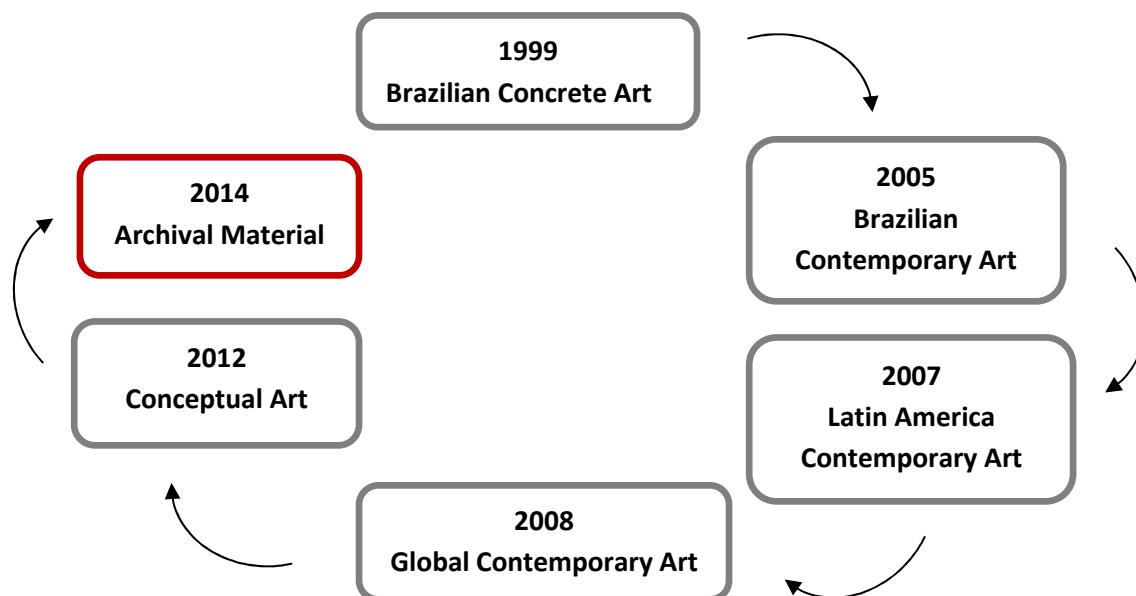 1999
Brazilian Concrete Art
2005
Brazilian
Contemporary Art
2007
Latin America
Contemporary Art
2008
Global Contemporary Art
2012
Conceptual Art
2014
Archival Material